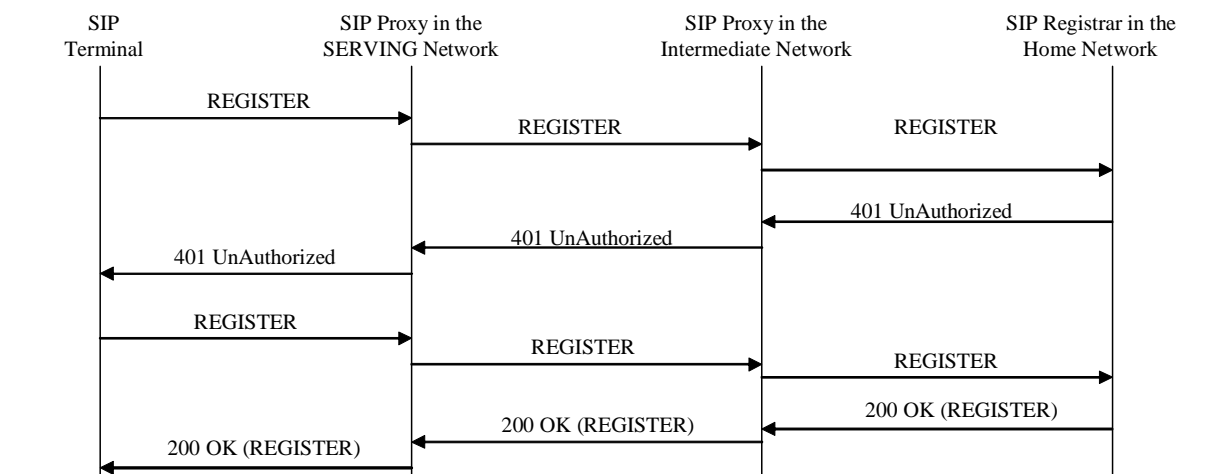 SIP
Terminal
SIP Proxy in the
SERVING Network
SIP Proxy in the
Intermediate Network
SIP Registrar in the
Home Network
REGISTER
REGISTER
REGISTER
401 UnAuthorized
401 UnAuthorized
401 UnAuthorized
REGISTER
REGISTER
REGISTER
200 OK (REGISTER)
200 OK (REGISTER)
200 OK (REGISTER)